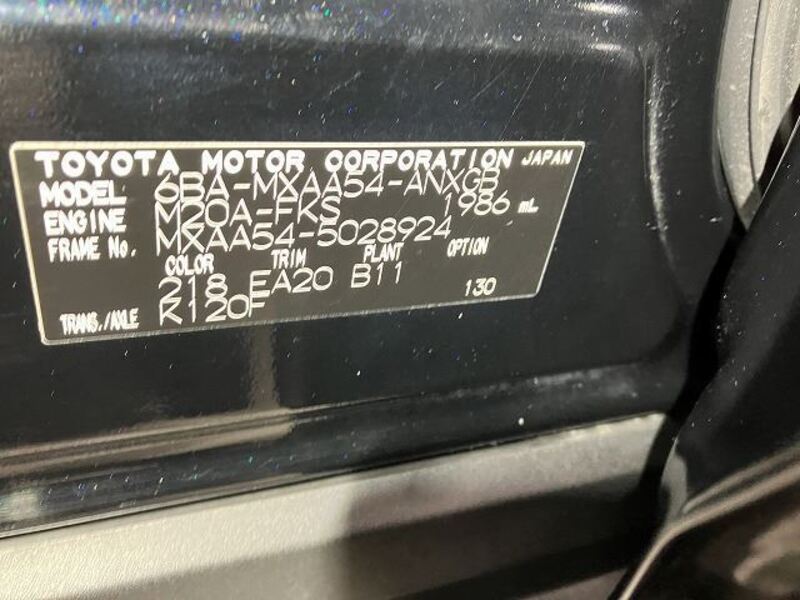 TOYOTA MOTOR CORPORATION JAPAN
MODEL 6BA-MXAA54-ANXGB
ENGINE M20A-FKS 1986 mL
FRAME No. MXAA54-5028924
COLOR TRIM PLANT OPTION
218 EA20 B11 130
TRANS./AXLE K120F